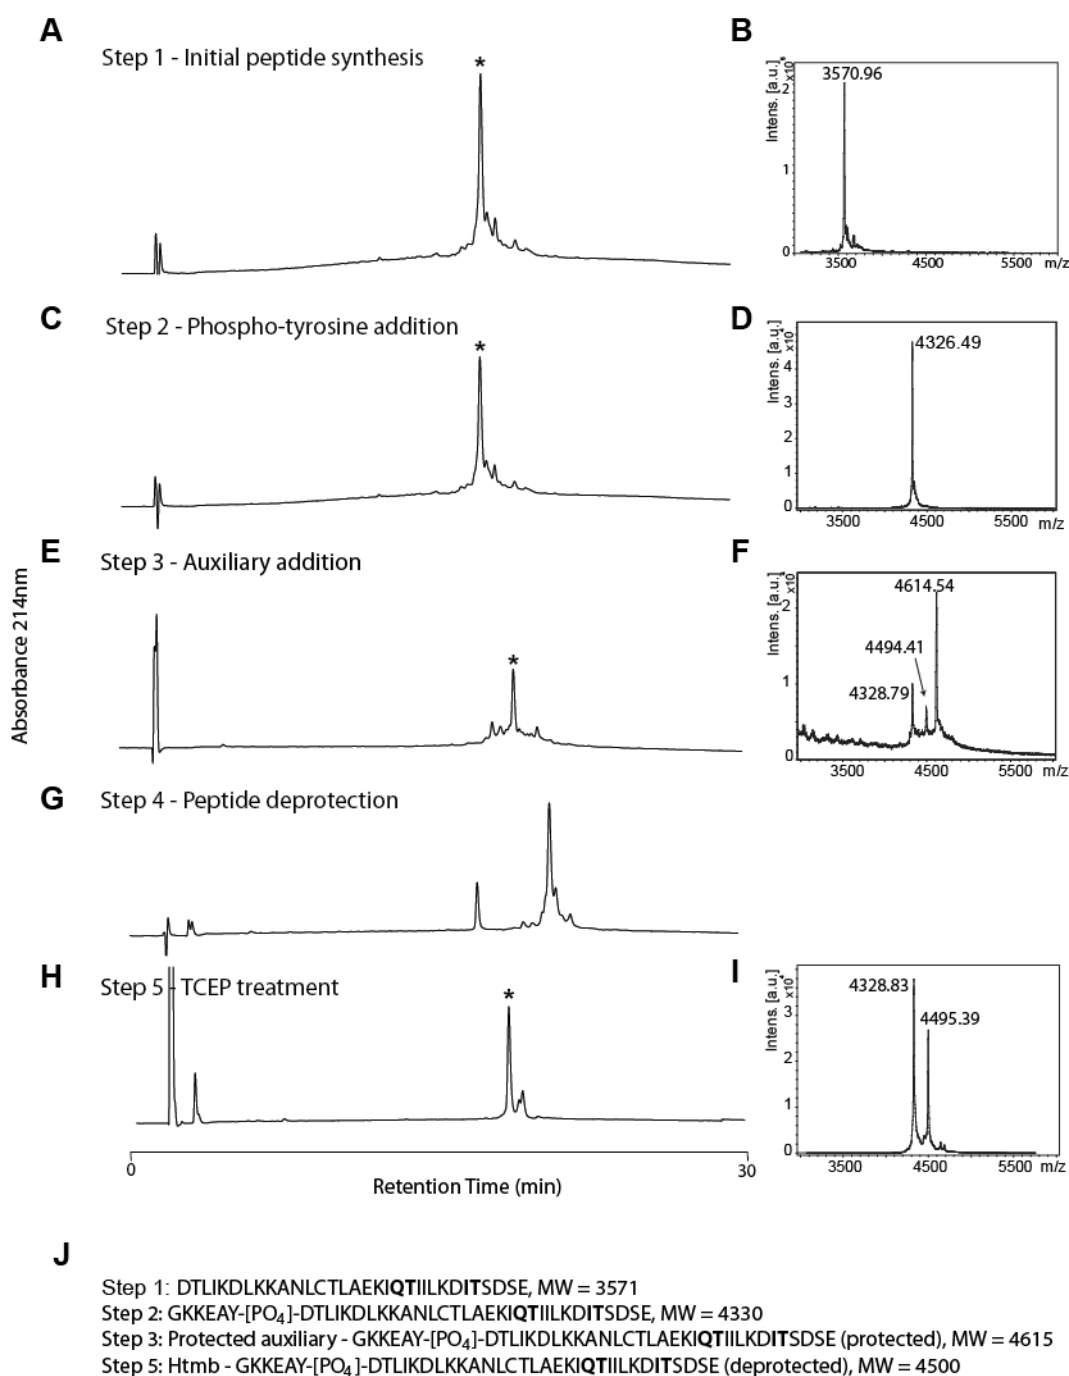 A
Step 1 - Initial peptide synthesis
*
B
Intens. [a.u.]
x10⁶
3570.96
2
1
0
3500 4500 5500 m/z
C
Step 2 - Phospho-tyrosine addition
*
D
Intens. [a.u.]
x10⁴
4326.49
4
3
2
1
0
3500 4500 5500 m/z
E
Step 3 - Auxiliary addition
*
F
Intens. [a.u.]
x10
4614.54
2
4494.41
1
4328.79
0
3500 4500 5500 m/z
Absorbance 214nm
G
Step 4 - Peptide deprotection
H
Step 5 - TCEP treatment
*
I
Intens. [a.u.]
x10⁴
4328.83
3
4495.39
2
1
0
3500 4500 5500 m/z
0 30
Retention Time (min)
J
Step 1: DTLIKDLKKANLCTLAEKIQTIILKDITSDSE, MW = 3571
Step 2: GKKEAY-[PO₄]-DTLIKDLKKANLCTLAEKIQTIILKDITSDSE, MW = 4330
Step 3: Protected auxiliary - GKKEAY-[PO₄]-DTLIKDLKKANLCTLAEKIQTIILKDITSDSE (protected), MW = 4615
Step 5: Htmb - GKKEAY-[PO₄]-DTLIKDLKKANLCTLAEKIQTIILKDITSDSE (deprotected), MW = 4500